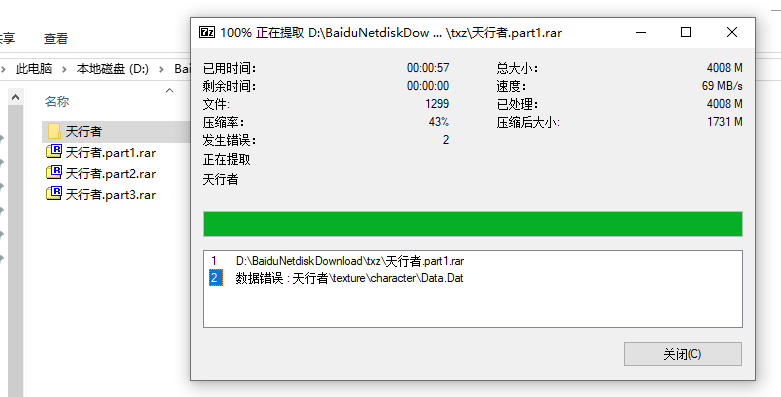 100% 正在提取 D:\BaiduNetdiskDow ... \txz\天行者.part1.rar
享 查看
此电脑 本地磁盘 (D:) Bai
名称
天行者
天行者.part1.rar
天行者.part2.rar
天行者.part3.rar
已用时间: 00:00:57 总大小: 4008 M
剩余时间: 00:00:00 速度: 69 MB/s
文件: 1299 已处理: 4008 M
压缩率: 43% 压缩后大小: 1731 M
发生错误: 2
正在提取
天行者
1 D:\BaiduNetdiskDownload\txz\天行者.part1.rar
2 数据错误 : 天行者\texture\character\Data.Dat
关闭(C)